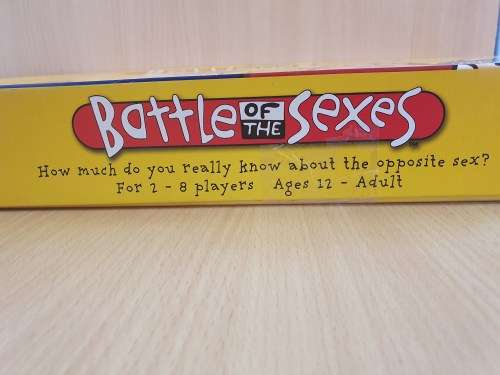 Battle OF THE Sexes
How much do you really know about the opposite sex?
For 2 - 8 players Ages 12 - Adult